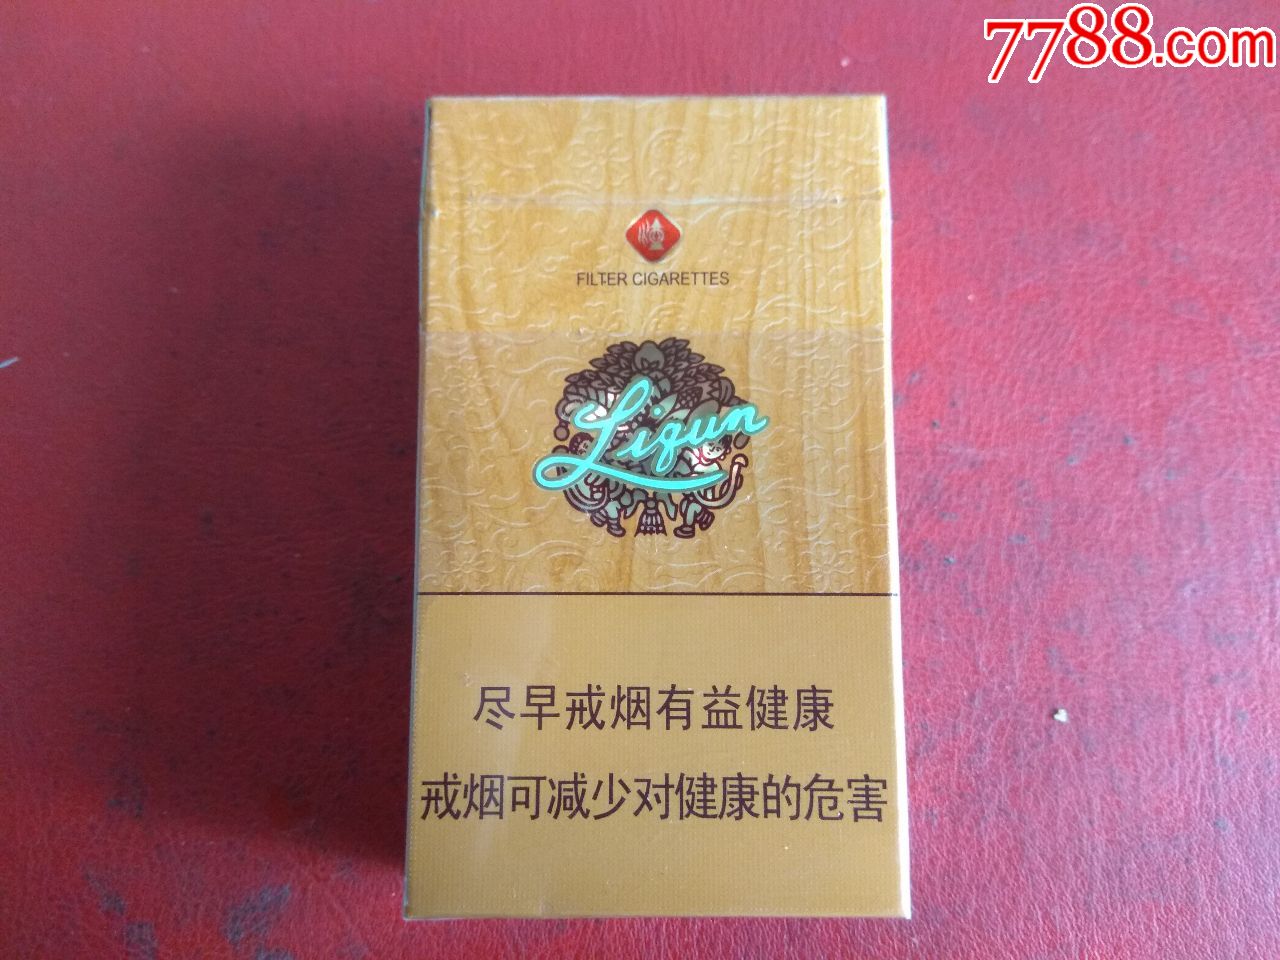 7788.com
FILTER CIGARETTES
Liqun
尽早戒烟有益健康
戒烟可减少对健康的危害